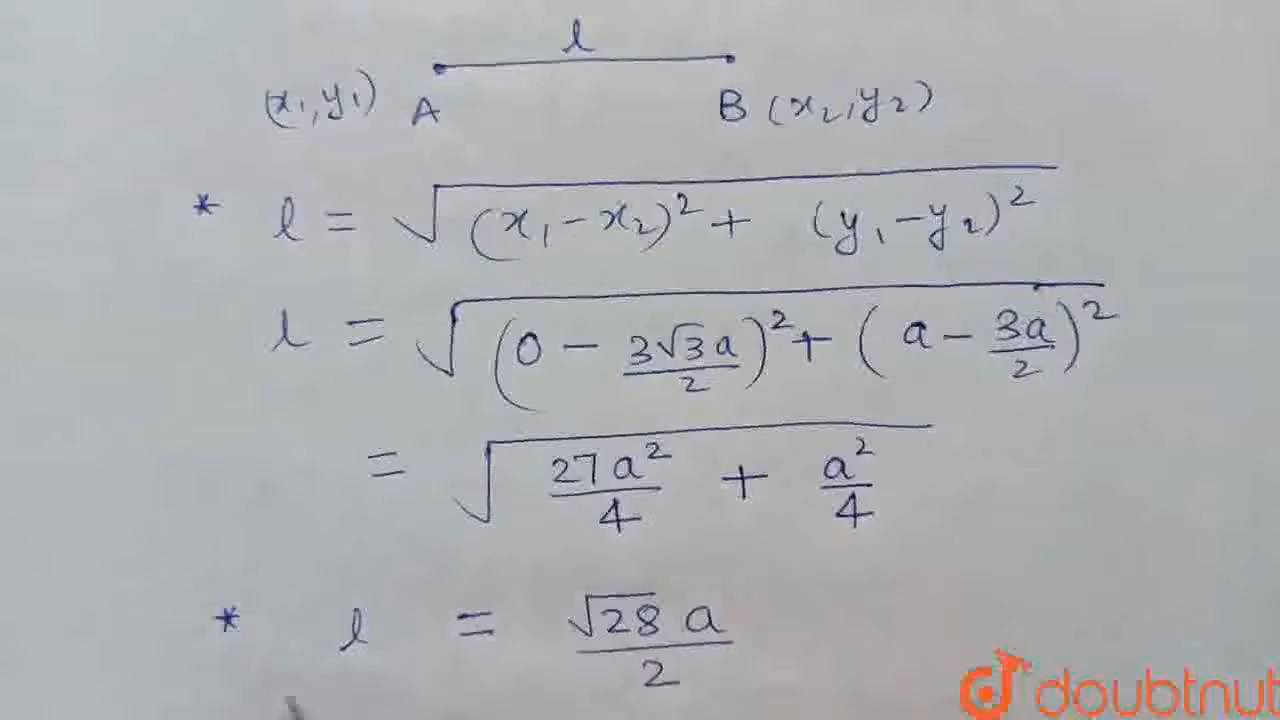 l
(x₁, y₁) A B (x₂, y₂)
* l = √((x₁ - x₂)² + (y₁ - y₂)²)
l = √((0 - 3√3a/2)² + (a - 3a/2)²)
= √(27a²/4 + a²/4)
* l = √28 a/2
doubtnut